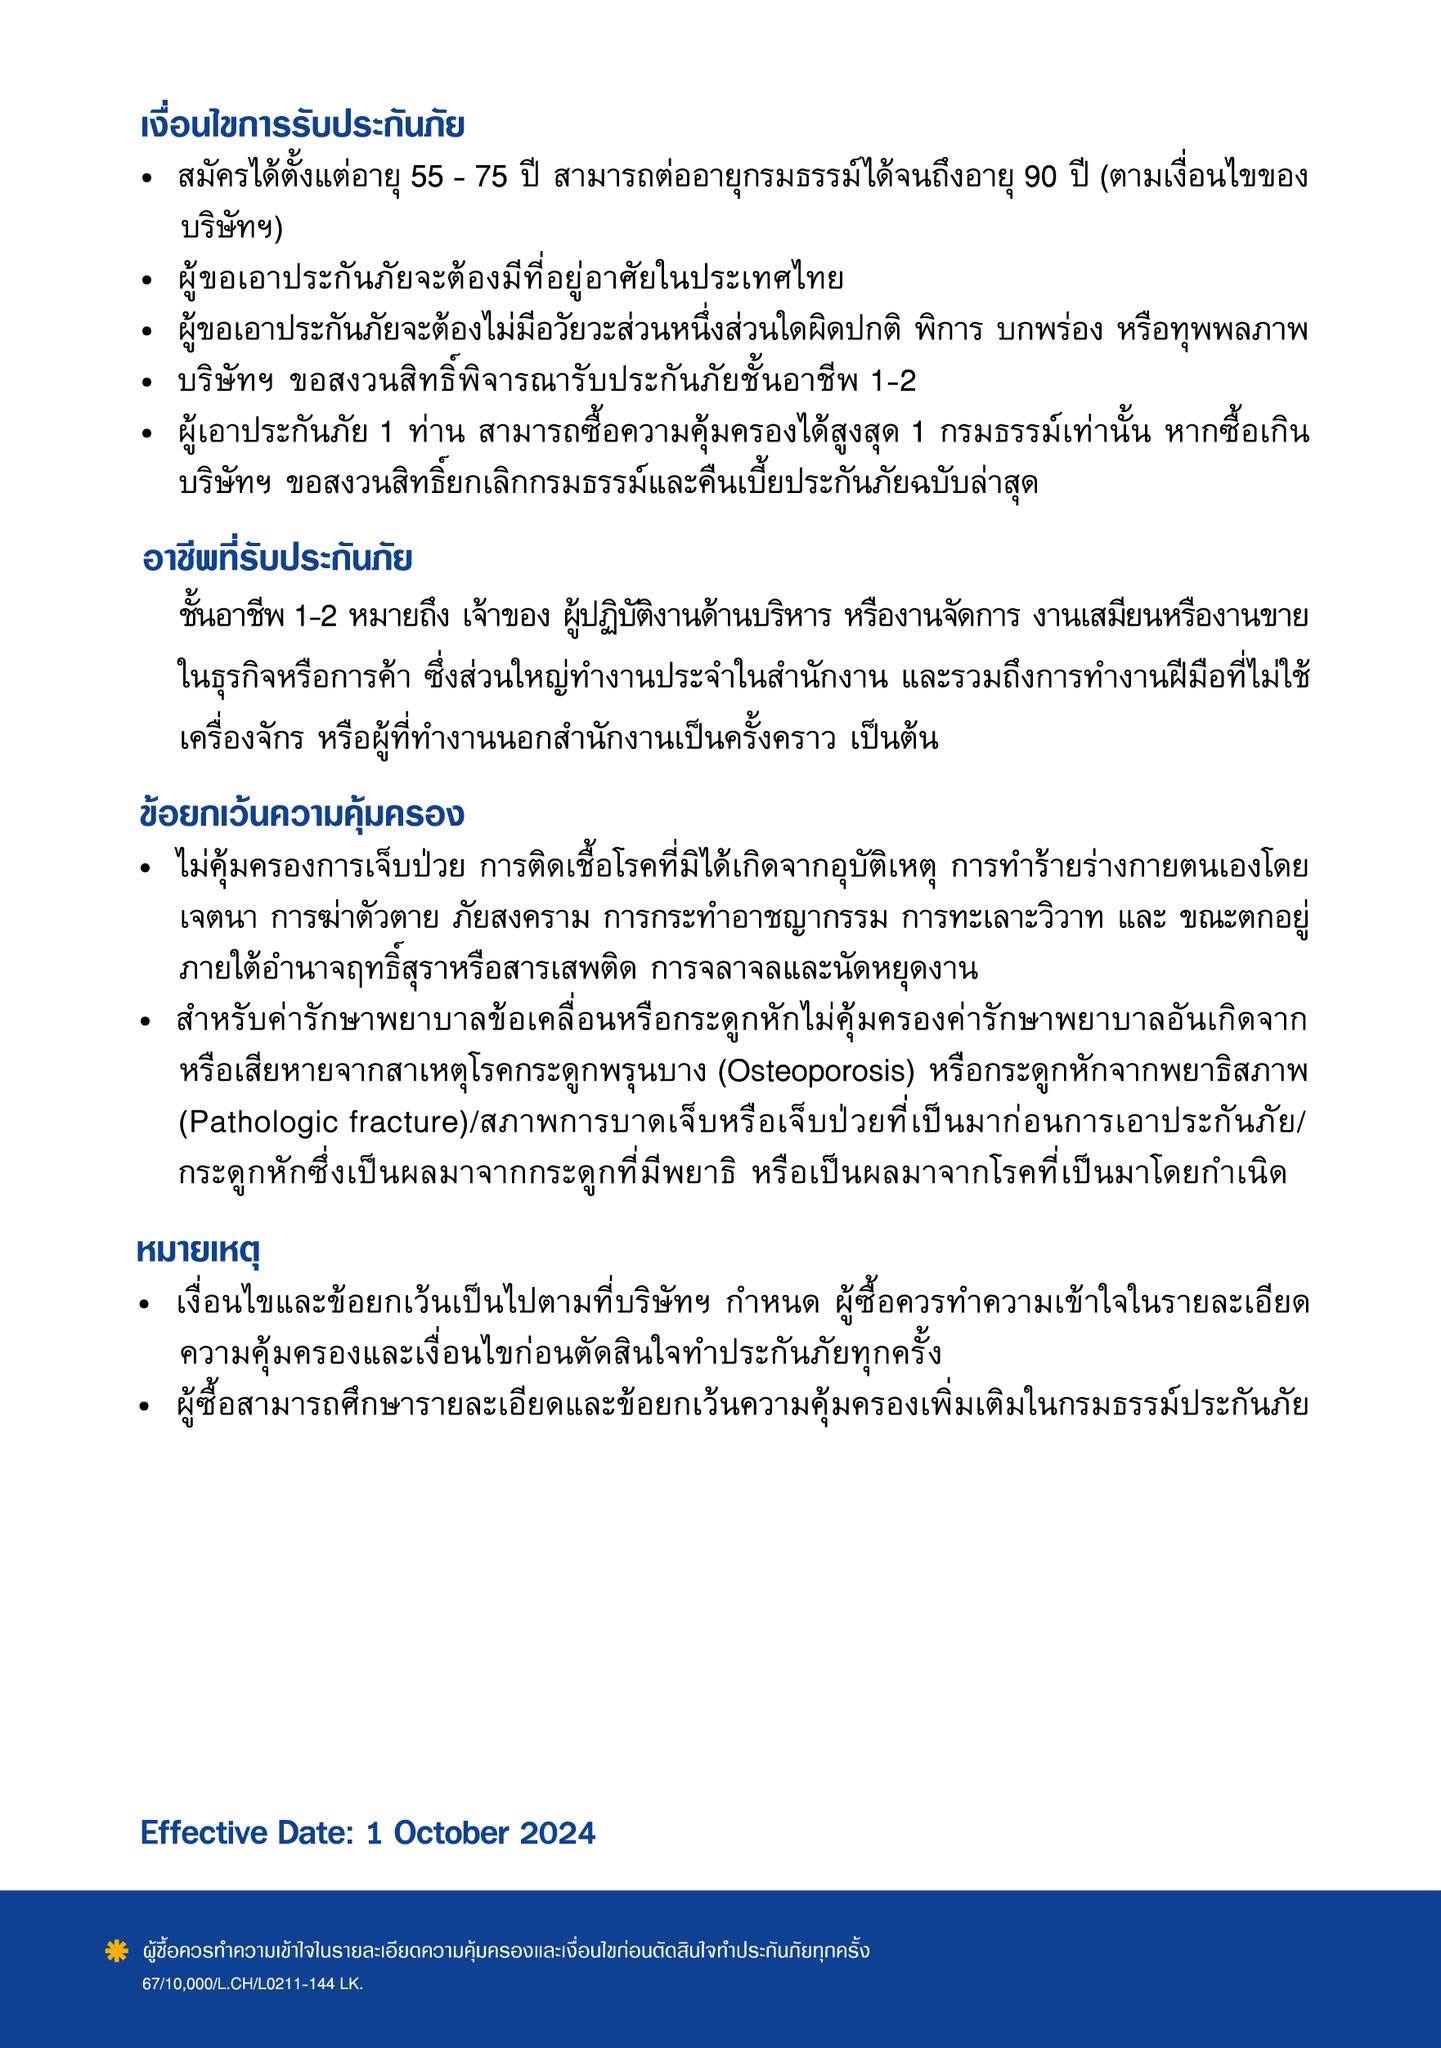 เงื่อนไขการรับประกันภัย
• สมัครได้ตั้งแต่อายุ 55 - 75 ปี สามารถต่ออายุกรมธรรม์ได้จนถึงอายุ 90 ปี (ตามเงื่อนไขของ
บริษัทฯ)
• ผู้ขอเอาประกันภัยจะต้องมีที่อยู่อาศัยในประเทศไทย
• ผู้ขอเอาประกันภัยจะต้องไม่มีอวัยวะส่วนหนึ่งส่วนใดผิดปกติ พิการ บกพร่อง หรือทุพพลภาพ
• บริษัทฯ ขอสงวนสิทธิ์พิจารณารับประกันภัยชั้นอาชีพ 1-2
• ผู้เอาประกันภัย 1 ท่าน สามารถซื้อความคุ้มครองได้สูงสุด 1 กรมธรรม์เท่านั้น หากซื้อเกิน
บริษัทฯ ขอสงวนสิทธิ์ยกเลิกกรมธรรม์และคืนเบี้ยประกันภัยฉบับล่าสุด
อาชีพที่รับประกันภัย
ชั้นอาชีพ 1-2 หมายถึง เจ้าของ ผู้ปฏิบัติงานด้านบริหาร หรืองานจัดการ งานเสมียนหรืองานขาย
ในธุรกิจหรือการค้า ซึ่งส่วนใหญ่ทำงานประจำในสำนักงาน และรวมถึงการทำงานฝีมือที่ไม่ใช้
เครื่องจักร หรือผู้ที่ทำงานนอกสำนักงานเป็นครั้งคราว เป็นต้น
ข้อยกเว้นความคุ้มครอง
• ไม่คุ้มครองการเจ็บป่วย การติดเชื้อโรคที่มิได้เกิดจากอุบัติเหตุ การทำร้ายร่างกายตนเองโดย
เจตนา การฆ่าตัวตาย ภัยสงคราม การกระทำอาชญากรรม การทะเลาะวิวาท และ ขณะตกอยู่
ภายใต้อำนาจฤทธิ์สุราหรือสารเสพติด การจลาจลและนัดหยุดงาน
• สำหรับค่ารักษาพยาบาลข้อเคลื่อนหรือกระดูกหักไม่คุ้มครองค่ารักษาพยาบาลอันเกิดจาก
หรือเสียหายจากสาเหตุโรคกระดูกพรุนบาง (Osteoporosis) หรือกระดูกหักจากพยาธิสภาพ
(Pathologic fracture)/สภาพการบาดเจ็บหรือเจ็บป่วยที่เป็นมาก่อนการเอาประกันภัย/
กระดูกหักซึ่งเป็นผลมาจากกระดูกที่มีพยาธิ หรือเป็นผลมาจากโรคที่เป็นมาโดยกำเนิด
หมายเหตุ
• เงื่อนไขและข้อยกเว้นเป็นไปตามที่บริษัทฯ กำหนด ผู้ซื้อควรทำความเข้าใจในรายละเอียด
ความคุ้มครองและเงื่อนไขก่อนตัดสินใจทำประกันภัยทุกครั้ง
• ผู้ซื้อสามารถศึกษารายละเอียดและข้อยกเว้นความคุ้มครองเพิ่มเติมในกรมธรรม์ประกันภัย
Effective Date: 1 October 2024
ผู้ซื้อควรทำความเข้าใจในรายละเอียดความคุ้มครองและเงื่อนไขก่อนตัดสินใจทำประกันภัยทุกครั้ง
67/10,000/L.CH/L0211-144 LK.